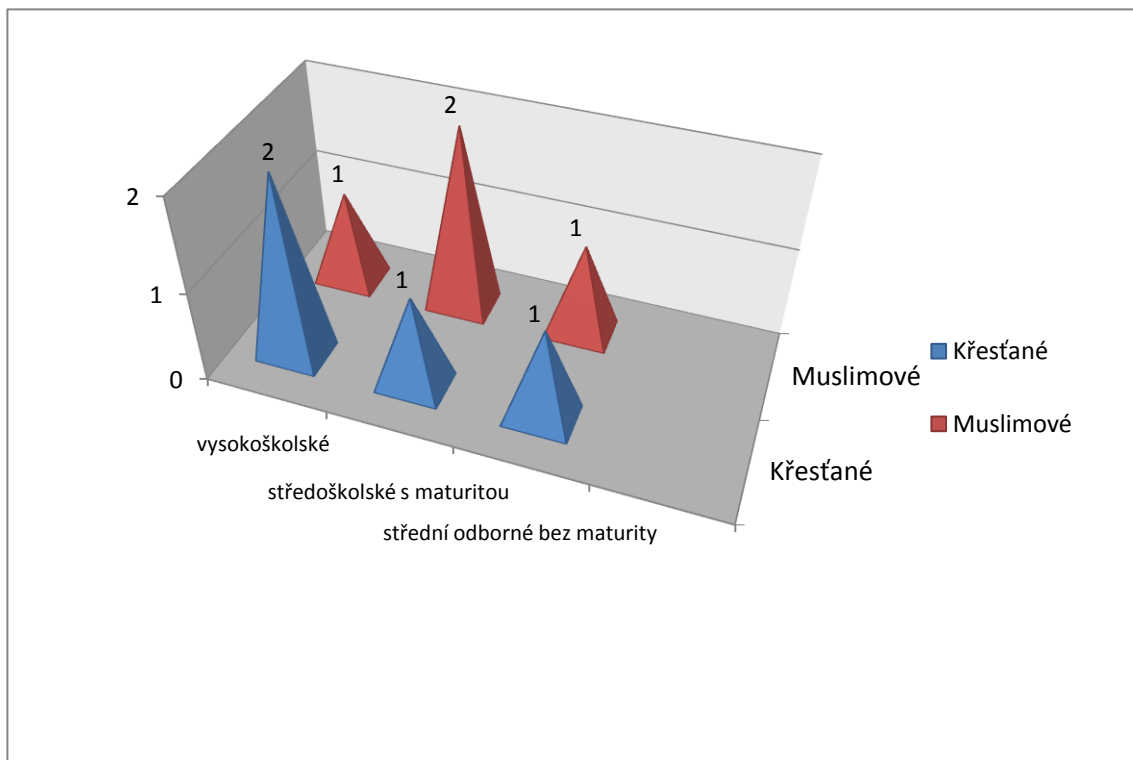 2
2
1
2
1
1
1
1
1
0
Muslimové
Křesťané
vysokoškolské
středoškolské s maturitou
střední odborné bez maturity
Křesťané
Muslimové